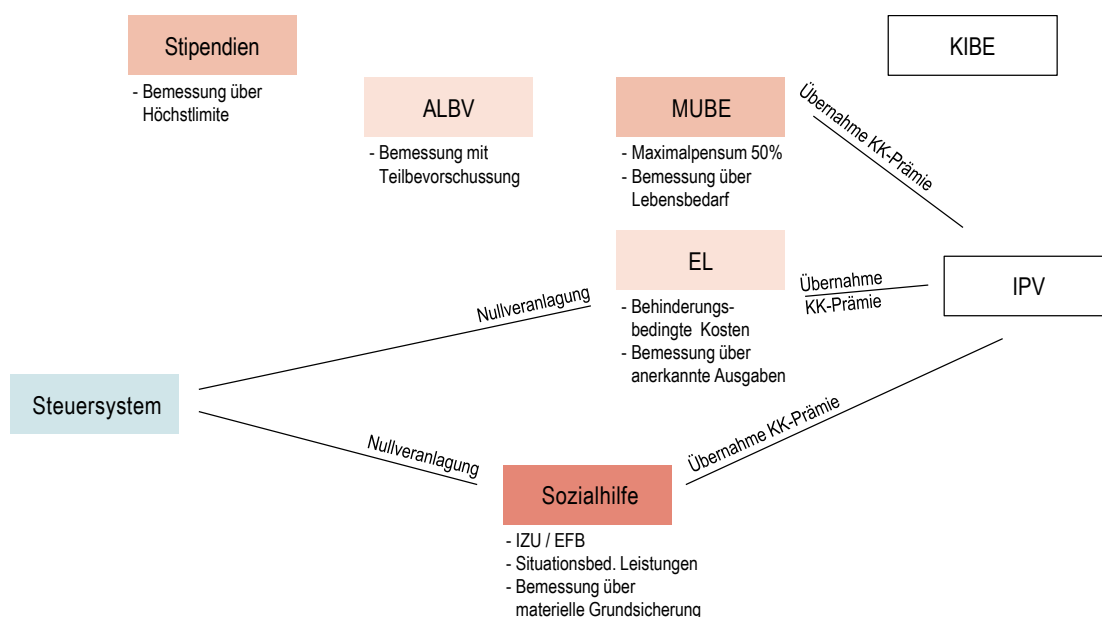 Stipendien
- Bemessung über
Höchstlimite
ALBV
- Bemessung mit
Teilbevorschussung
MUBE
- Maximalpensum 50%
- Bemessung über
Lebensbedarf
KIBE
Übernahme KK-Prämie
EL
- Behinderungs-
bedingte Kosten
- Bemessung über
anerkannte Ausgaben
Übernahme
KK-Prämie
IPV
Nullveranlagung
Steuersystem
Nullveranlagung
Übernahme KK-Prämie
Sozialhilfe
- IZU / EFB
- Situationsbed. Leistungen
- Bemessung über
materielle Grundsicherung